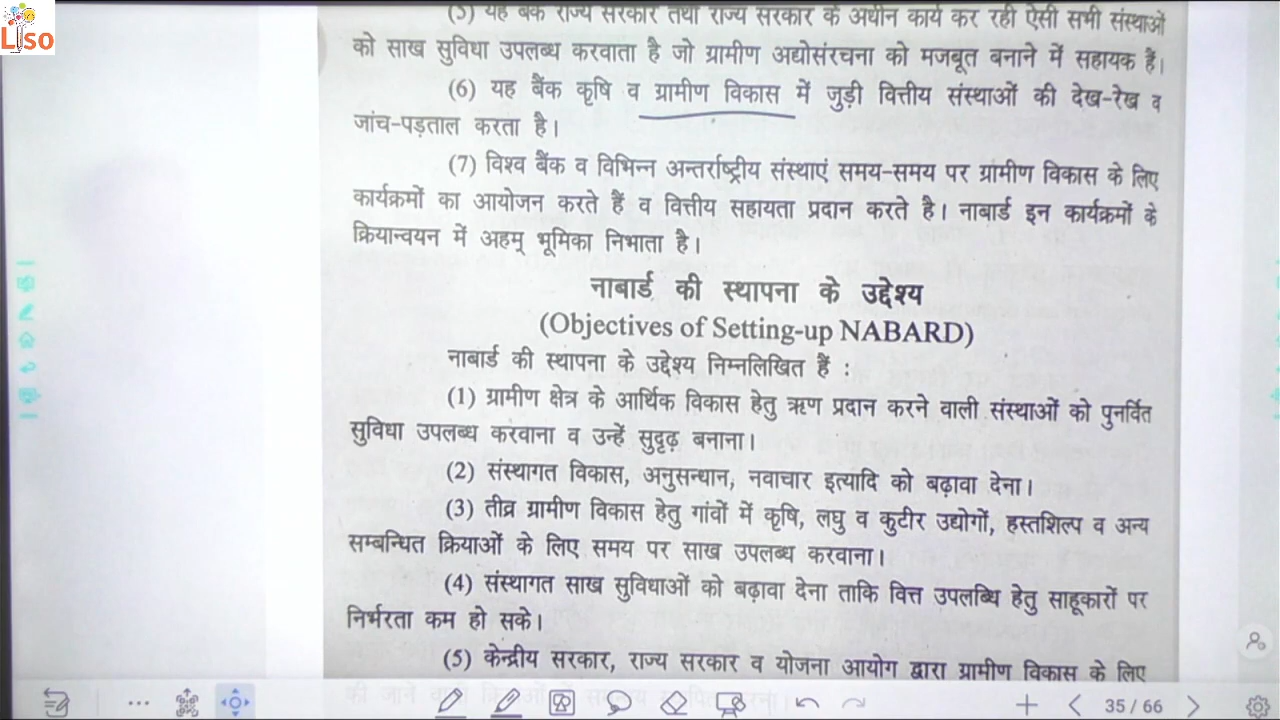 Liso
(5) यह बैंक राज्य सरकार तथा राज्य सरकार के अधीन कार्य कर रही ऐसी सभी संस्थाओं
को साख सुविधा उपलब्ध करवाता है जो ग्रामीण अद्योसंरचना को मजबूत बनाने में सहायक हैं।
(6) यह बैंक कृषि व ग्रामीण विकास में जुड़ी वित्तीय संस्थाओं की देख-रेख व
जांच-पड़ताल करता है।
(7) विश्व बैंक व विभिन्न अन्तर्राष्ट्रीय संस्थाएं समय-समय पर ग्रामीण विकास के लिए
कार्यक्रमों का आयोजन करते हैं व वित्तीय सहायता प्रदान करते है। नाबार्ड इन कार्यक्रमों के
क्रियान्वयन में अहम् भूमिका निभाता है।
नाबार्ड की स्थापना के उद्देश्य
(Objectives of Setting-up NABARD)
नाबार्ड की स्थापना के उद्देश्य निम्नलिखित हैं :
(1) ग्रामीण क्षेत्र के आर्थिक विकास हेतु ऋण प्रदान करने वाली संस्थाओं को पुनर्वित
सुविधा उपलब्ध करवाना व उन्हें सुदृढ़ बनाना।
(2) संस्थागत विकास, अनुसन्धान, नवाचार इत्यादि को बढ़ावा देना।
(3) तीव्र ग्रामीण विकास हेतु गांवों में कृषि, लघु व कुटीर उद्योगों, हस्तशिल्प व अन्य
सम्बन्धित क्रियाओं के लिए समय पर साख उपलब्ध करवाना।
(4) संस्थागत साख सुविधाओं को बढ़ावा देना ताकि वित्त उपलब्धि हेतु साहूकारों पर
निर्भरता कम हो सके।
(5) केन्द्रीय सरकार, राज्य सरकार व योजना आयोग द्वारा ग्रामीण विकास के लिए
35 / 66